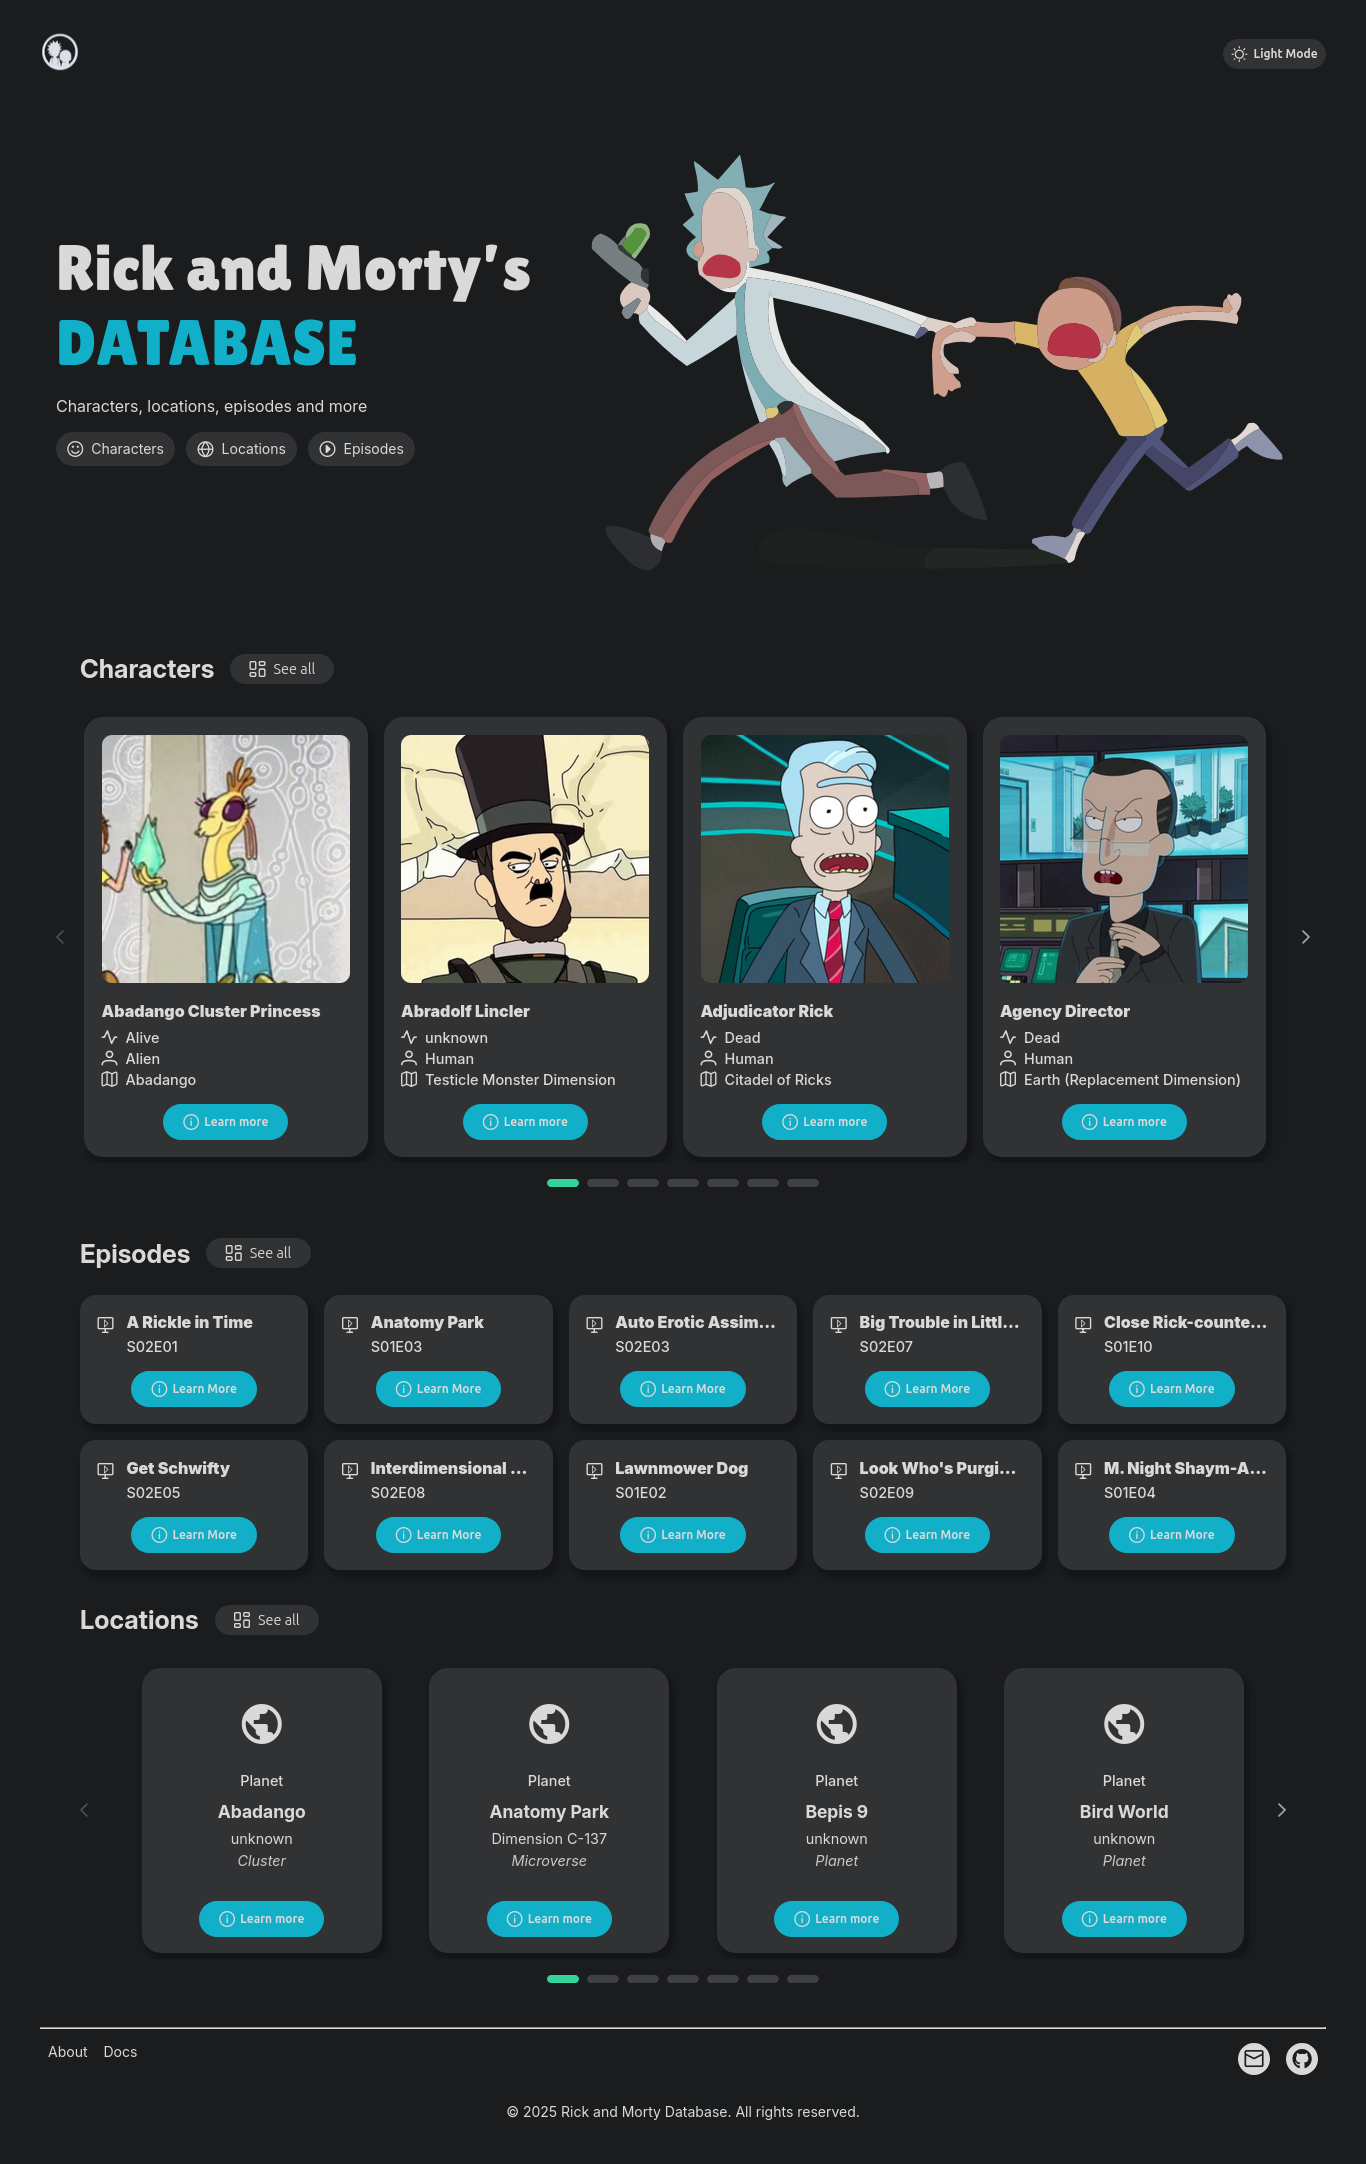 Light Mode
Rick and Morty's
DATABASE
Characters, locations, episodes and more
Characters Locations Episodes
Characters See all
Abadango Cluster Princess
Alive
Alien
Abadango
Learn more
Abradolf Lincler
unknown
Human
Testicle Monster Dimension
Learn more
Adjudicator Rick
Dead
Human
Citadel of Ricks
Learn more
Agency Director
Dead
Human
Earth (Replacement Dimension)
Learn more
Episodes See all
A Rickle in Time
S02E01
Learn More
Anatomy Park
S01E03
Learn More
Auto Erotic Assim...
S02E03
Learn More
Big Trouble in Littl...
S02E07
Learn More
Close Rick-counte...
S01E10
Learn More
Get Schwifty
S02E05
Learn More
Interdimensional ...
S02E08
Learn More
Lawnmower Dog
S01E02
Learn More
Look Who's Purgi...
S02E09
Learn More
M. Night Shaym-A...
S01E04
Learn More
Locations See all
Planet
Abadango
unknown
Cluster
Learn more
Planet
Anatomy Park
Dimension C-137
Microverse
Learn more
Planet
Bepis 9
unknown
Planet
Learn more
Planet
Bird World
unknown
Planet
Learn more
About Docs
© 2025 Rick and Morty Database. All rights reserved.